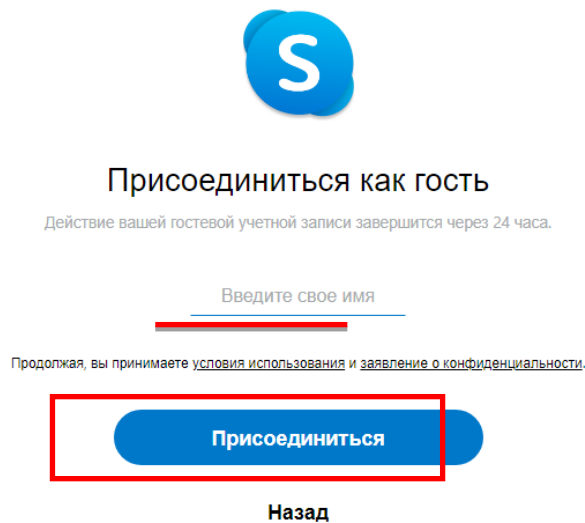 S
Присоединиться как гость
Действие вашей гостевой учетной записи завершится через 24 часа.
Введите свое имя
Продолжая, вы принимаете условия использования и заявление о конфиденциальности.
Присоединиться
Назад